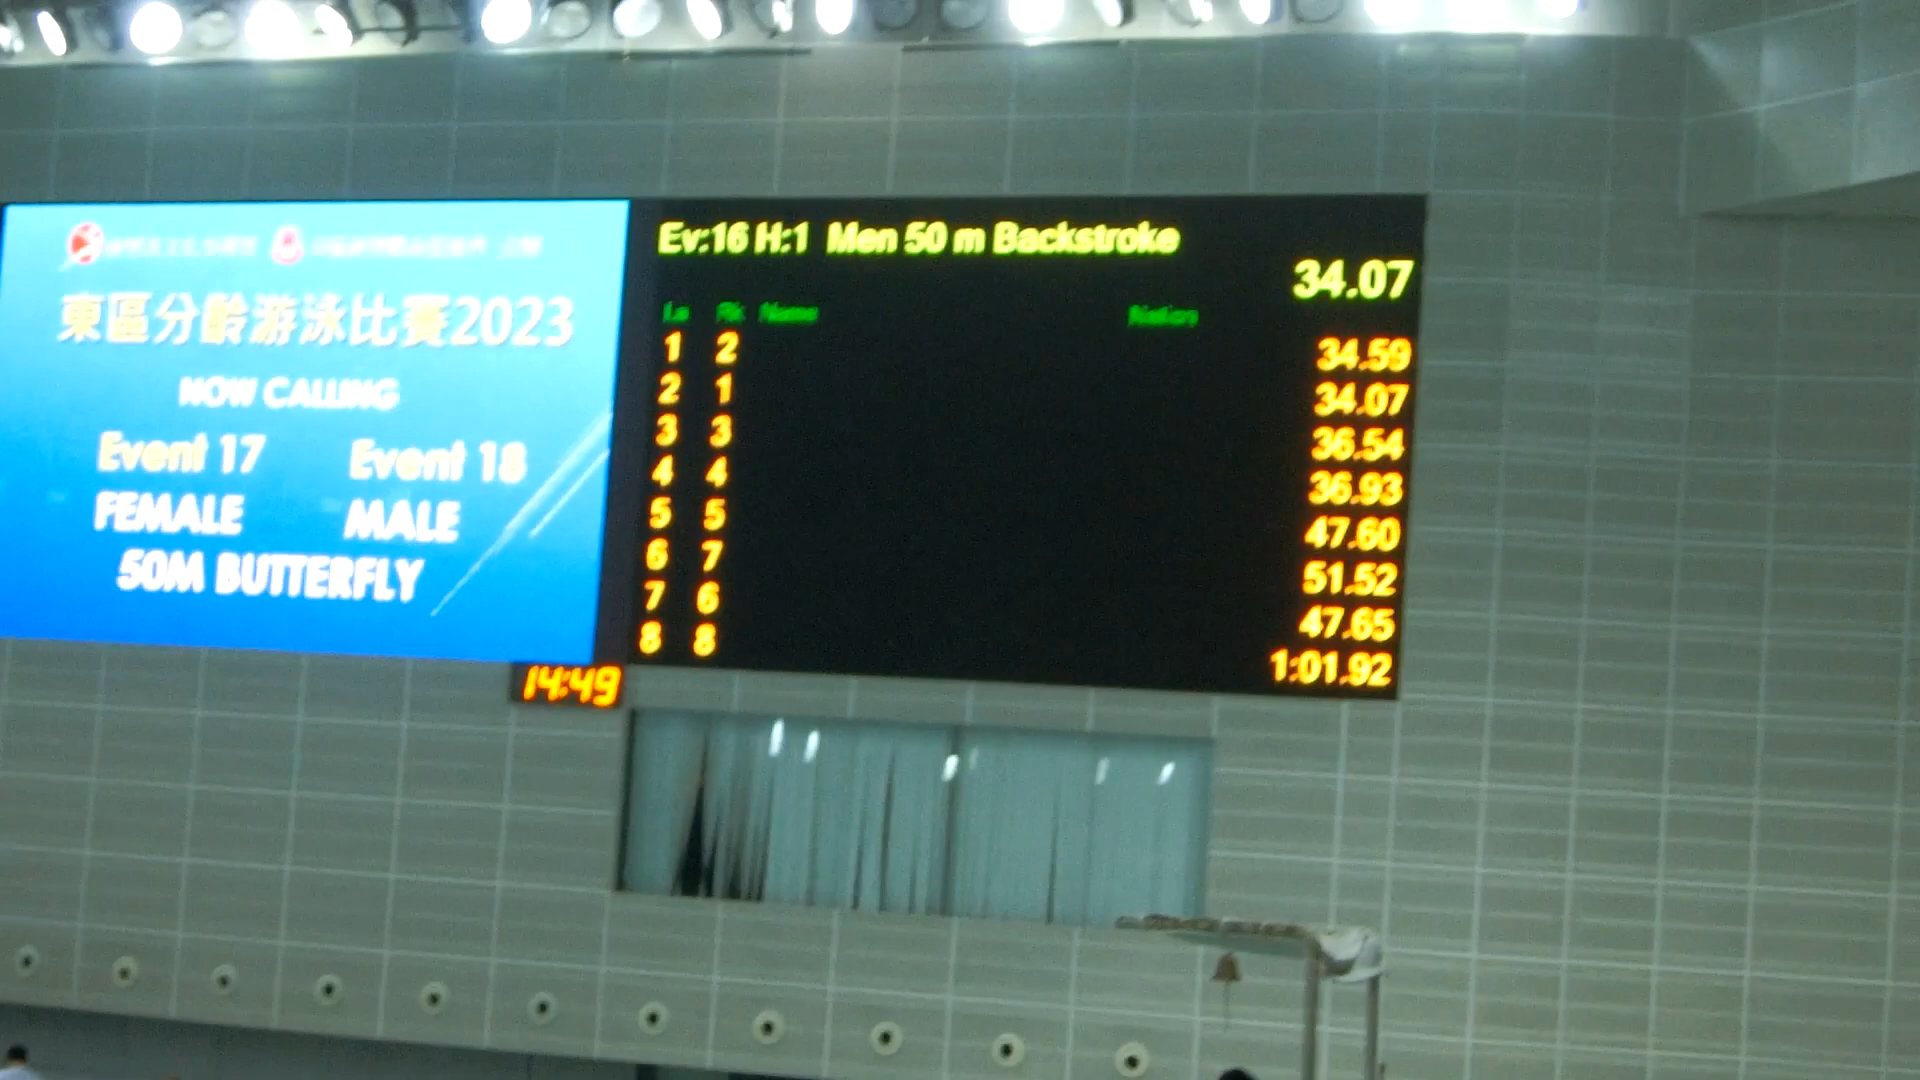 東區分齡游泳比賽2023
NOW CALLING
Event 17 Event 18
FEMALE MALE
50M BUTTERFLY
14:49
Ev:16 H:1 Men 50 m Backstroke
34.07
La Rk Name Nation
1 2 34.59
2 1 34.07
3 3 36.54
4 4 36.93
5 5 47.60
6 7 51.52
7 6 47.65
8 8 1:01.92